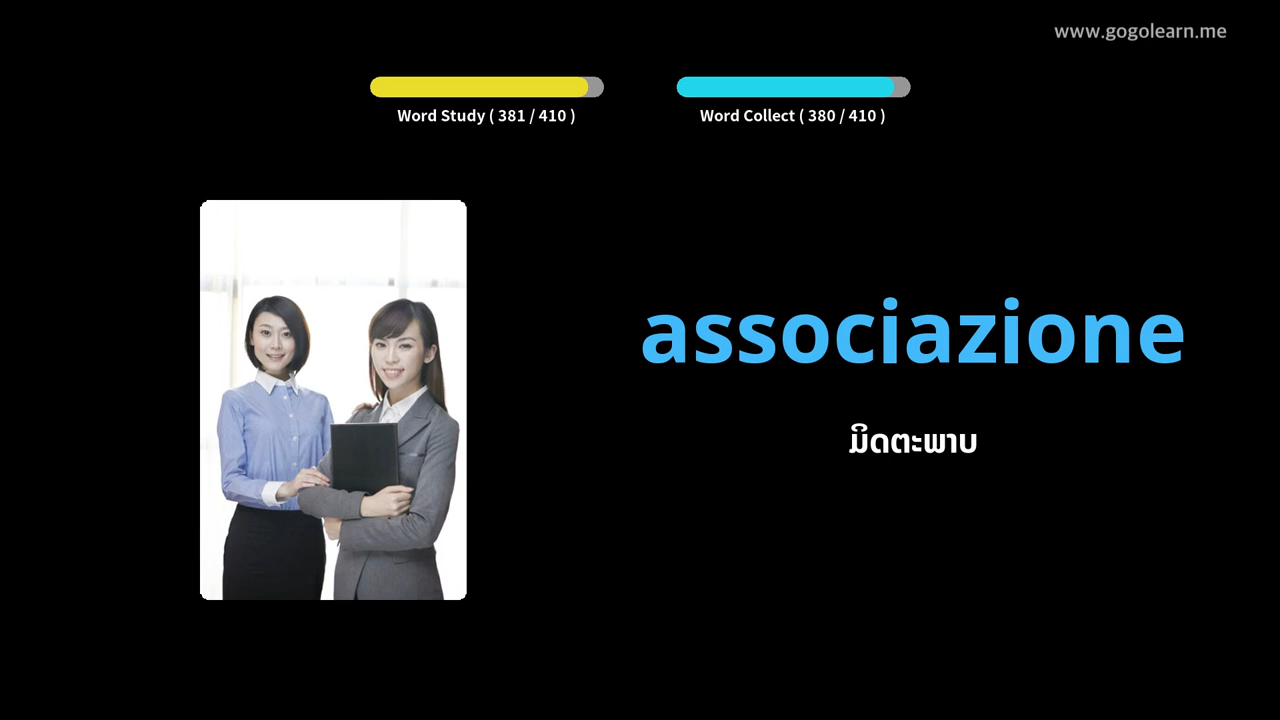 www.gogolearn.me
Word Study ( 381 / 410 )
Word Collect ( 380 / 410 )
associazione
ມິດຕະພາບ